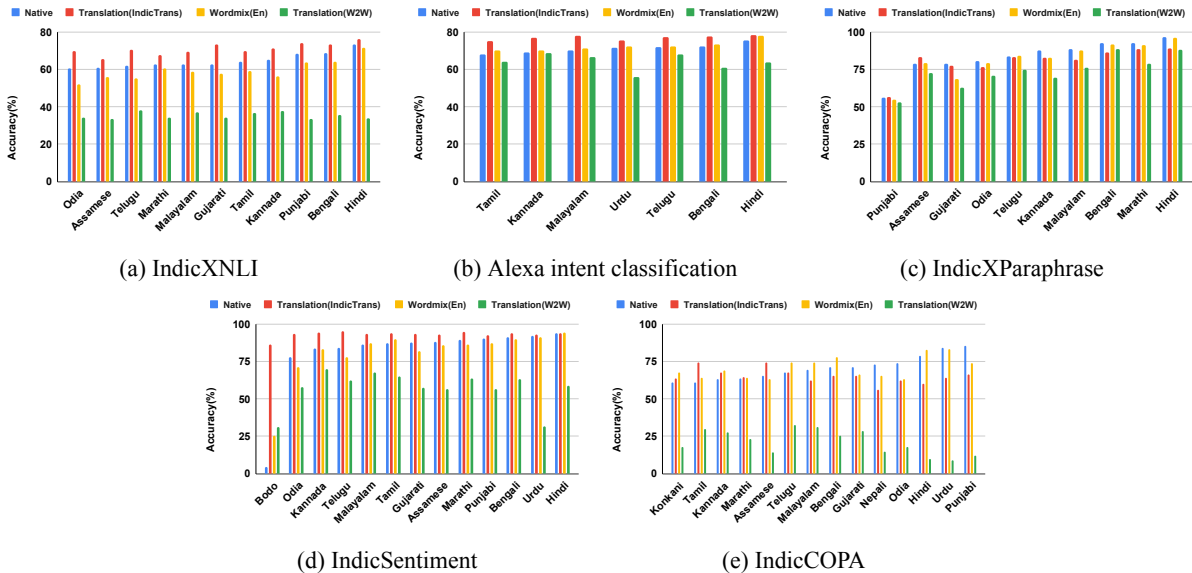 Native Translation(IndicTrans) Wordmix(En) Translation(W2W)
Accuracy(%)
80
60
40
20
0
Odia Assamese Telugu Marathi Malayalam Gujarati Tamil Kannada Punjabi Bengali Hindi
(a) IndicXNLI
Native Translation(IndicTrans) Wordmix(En) Translation(W2W)
Accuracy(%)
80
60
40
20
0
Tamil Kannada Malayalam Urdu Telugu Bengali Hindi
(b) Alexa intent classification
Native Translation(IndicTrans) Wordmix(En) Translation(W2W)
Accuracy(%)
100
75
50
25
0
Punjabi Assamese Gujarati Odia Telugu Kannada Malayalam Bengali Marathi Hindi
(c) IndicXParaphrase
Native Translation(IndicTrans) Wordmix(En) Translation(W2W)
Accuracy(%)
100
75
50
25
0
Bodo Odia Kannada Telugu Malayalam Tamil Gujarati Assamese Marathi Punjabi Bengali Urdu Hindi
(d) IndicSentiment
Native Translation(IndicTrans) Wordmix(En) Translation(W2W)
Accuracy(%)
100
75
50
25
0
Konkani Tamil Kannada Marathi Assamese Telugu Malayalam Bengali Gujarati Nepali Odia Hindi Urdu Punjabi
(e) IndicCOPA